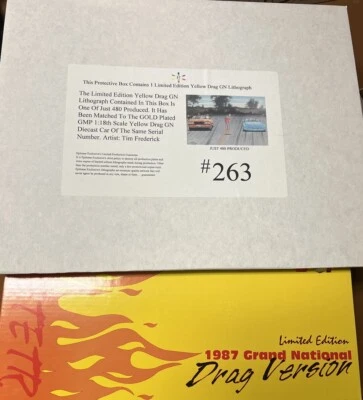 This Protective Box Contains 1 Limited Edition Yellow Drag GN Lithograph
The Limited Edition Yellow Drag GN
Lithograph Contained In This Box Is
One Of Just 480 Produced. It Has
Been Matched To The GOLD Plated
GMP 1:18th Scale Yellow Drag GN
Diecast Car Of The Same Serial
Number. Artist: Tim Frederick
JUST 480 PRODUCED
#263
Limited Edition
1987 Grand National
Drag Version